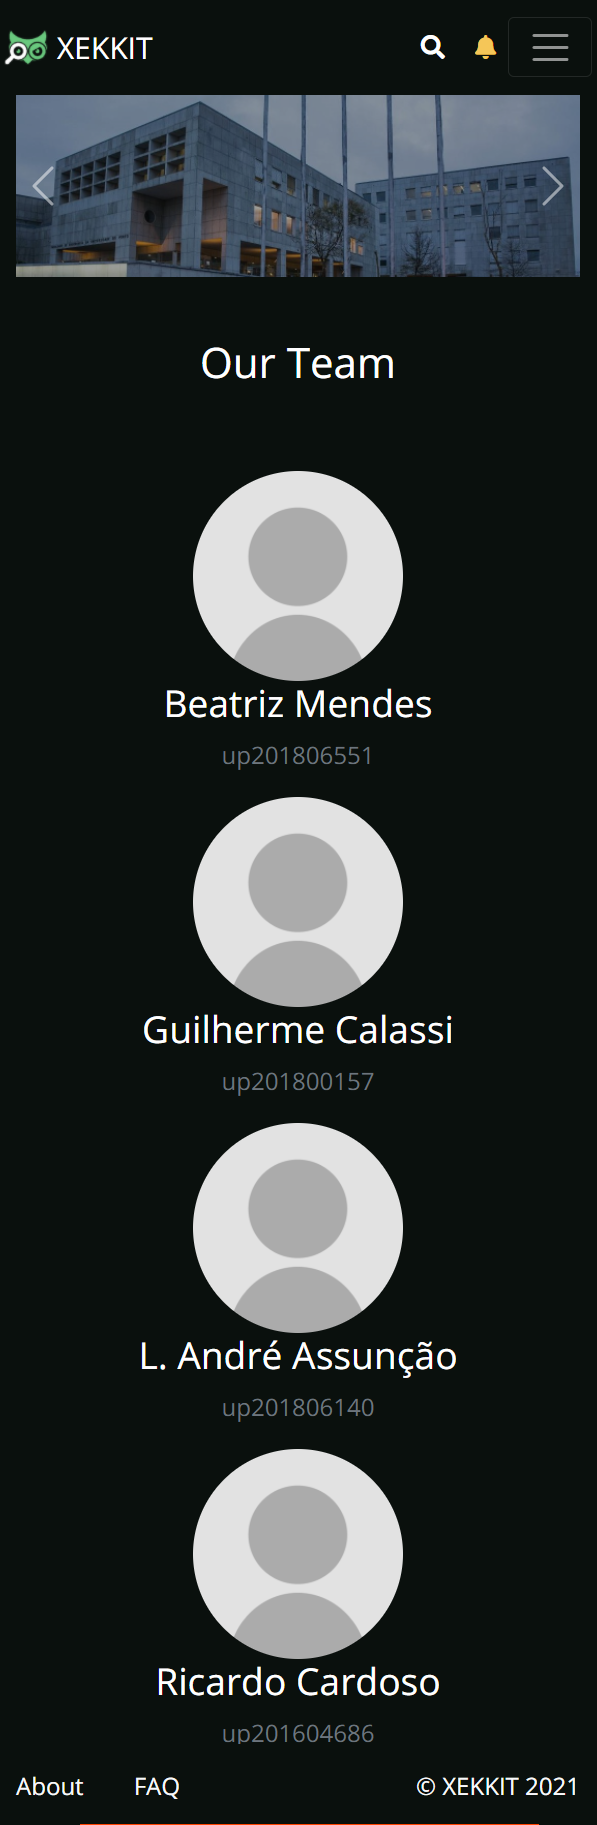 XEKKIT
Our Team
Beatriz Mendes
up201806551
Guilherme Calassi
up201800157
L. André Assunção
up201806140
Ricardo Cardoso
up201604686
About FAQ © XEKKIT 2021